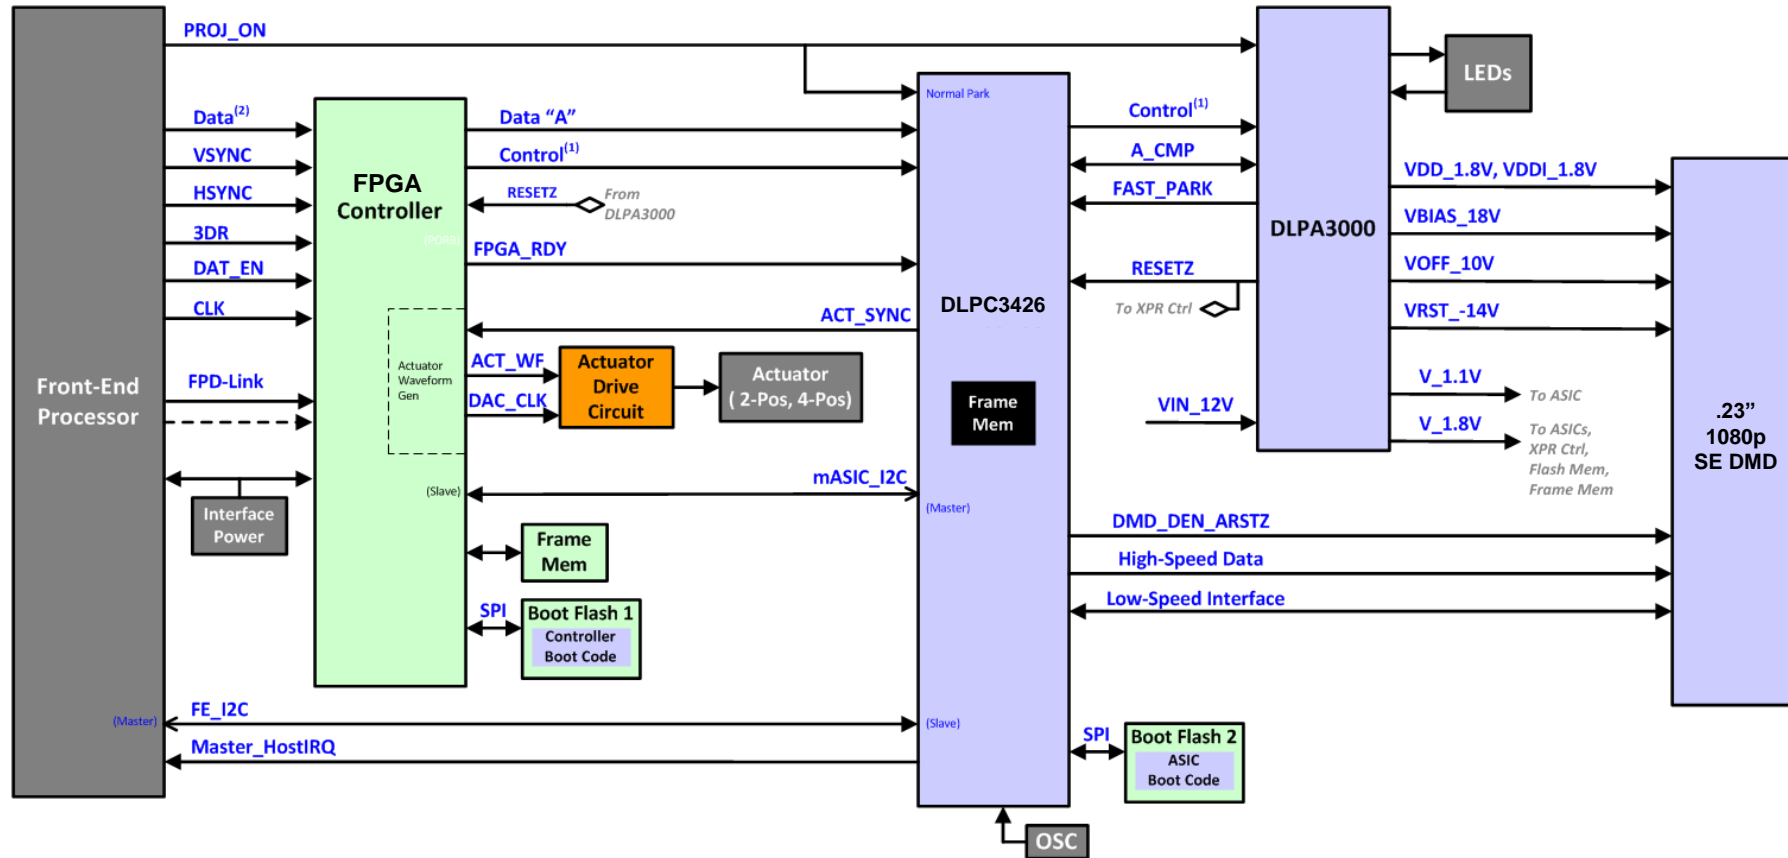 PROJ_ON
Data(2)
VSYNC
HSYNC
3DR
DAT_EN
CLK
FPD-Link
Front-End
Processor
Interface
Power
(Master)
FE_I2C
Master_HostIRQ
FPGA
Controller
(PORB)
Actuator
Waveform
Gen
(Slave)
Data “A”
Control(1)
RESETZ
From
DLPA3000
FPGA_RDY
ACT_SYNC
ACT_WF
DAC_CLK
Actuator
Drive
Circuit
Actuator
( 2-Pos, 4-Pos)
mASIC_I2C
Frame
Mem
SPI
Boot Flash 1
Controller
Boot Code
Normal Park
DLPC3426
Frame
Mem
(Master)
(Slave)
OSC
Control(1)
A_CMP
FAST_PARK
RESETZ
To XPR Ctrl
VIN_12V
DLPA3000
LEDs
VDD_1.8V, VDDI_1.8V
VBIAS_18V
VOFF_10V
VRST_-14V
V_1.1V
To ASIC
V_1.8V
To ASICs,
XPR Ctrl,
Flash Mem,
Frame Mem
DMD_DEN_ARSTZ
High-Speed Data
Low-Speed Interface
SPI
Boot Flash 2
ASIC
Boot Code
.23”
1080p
SE DMD